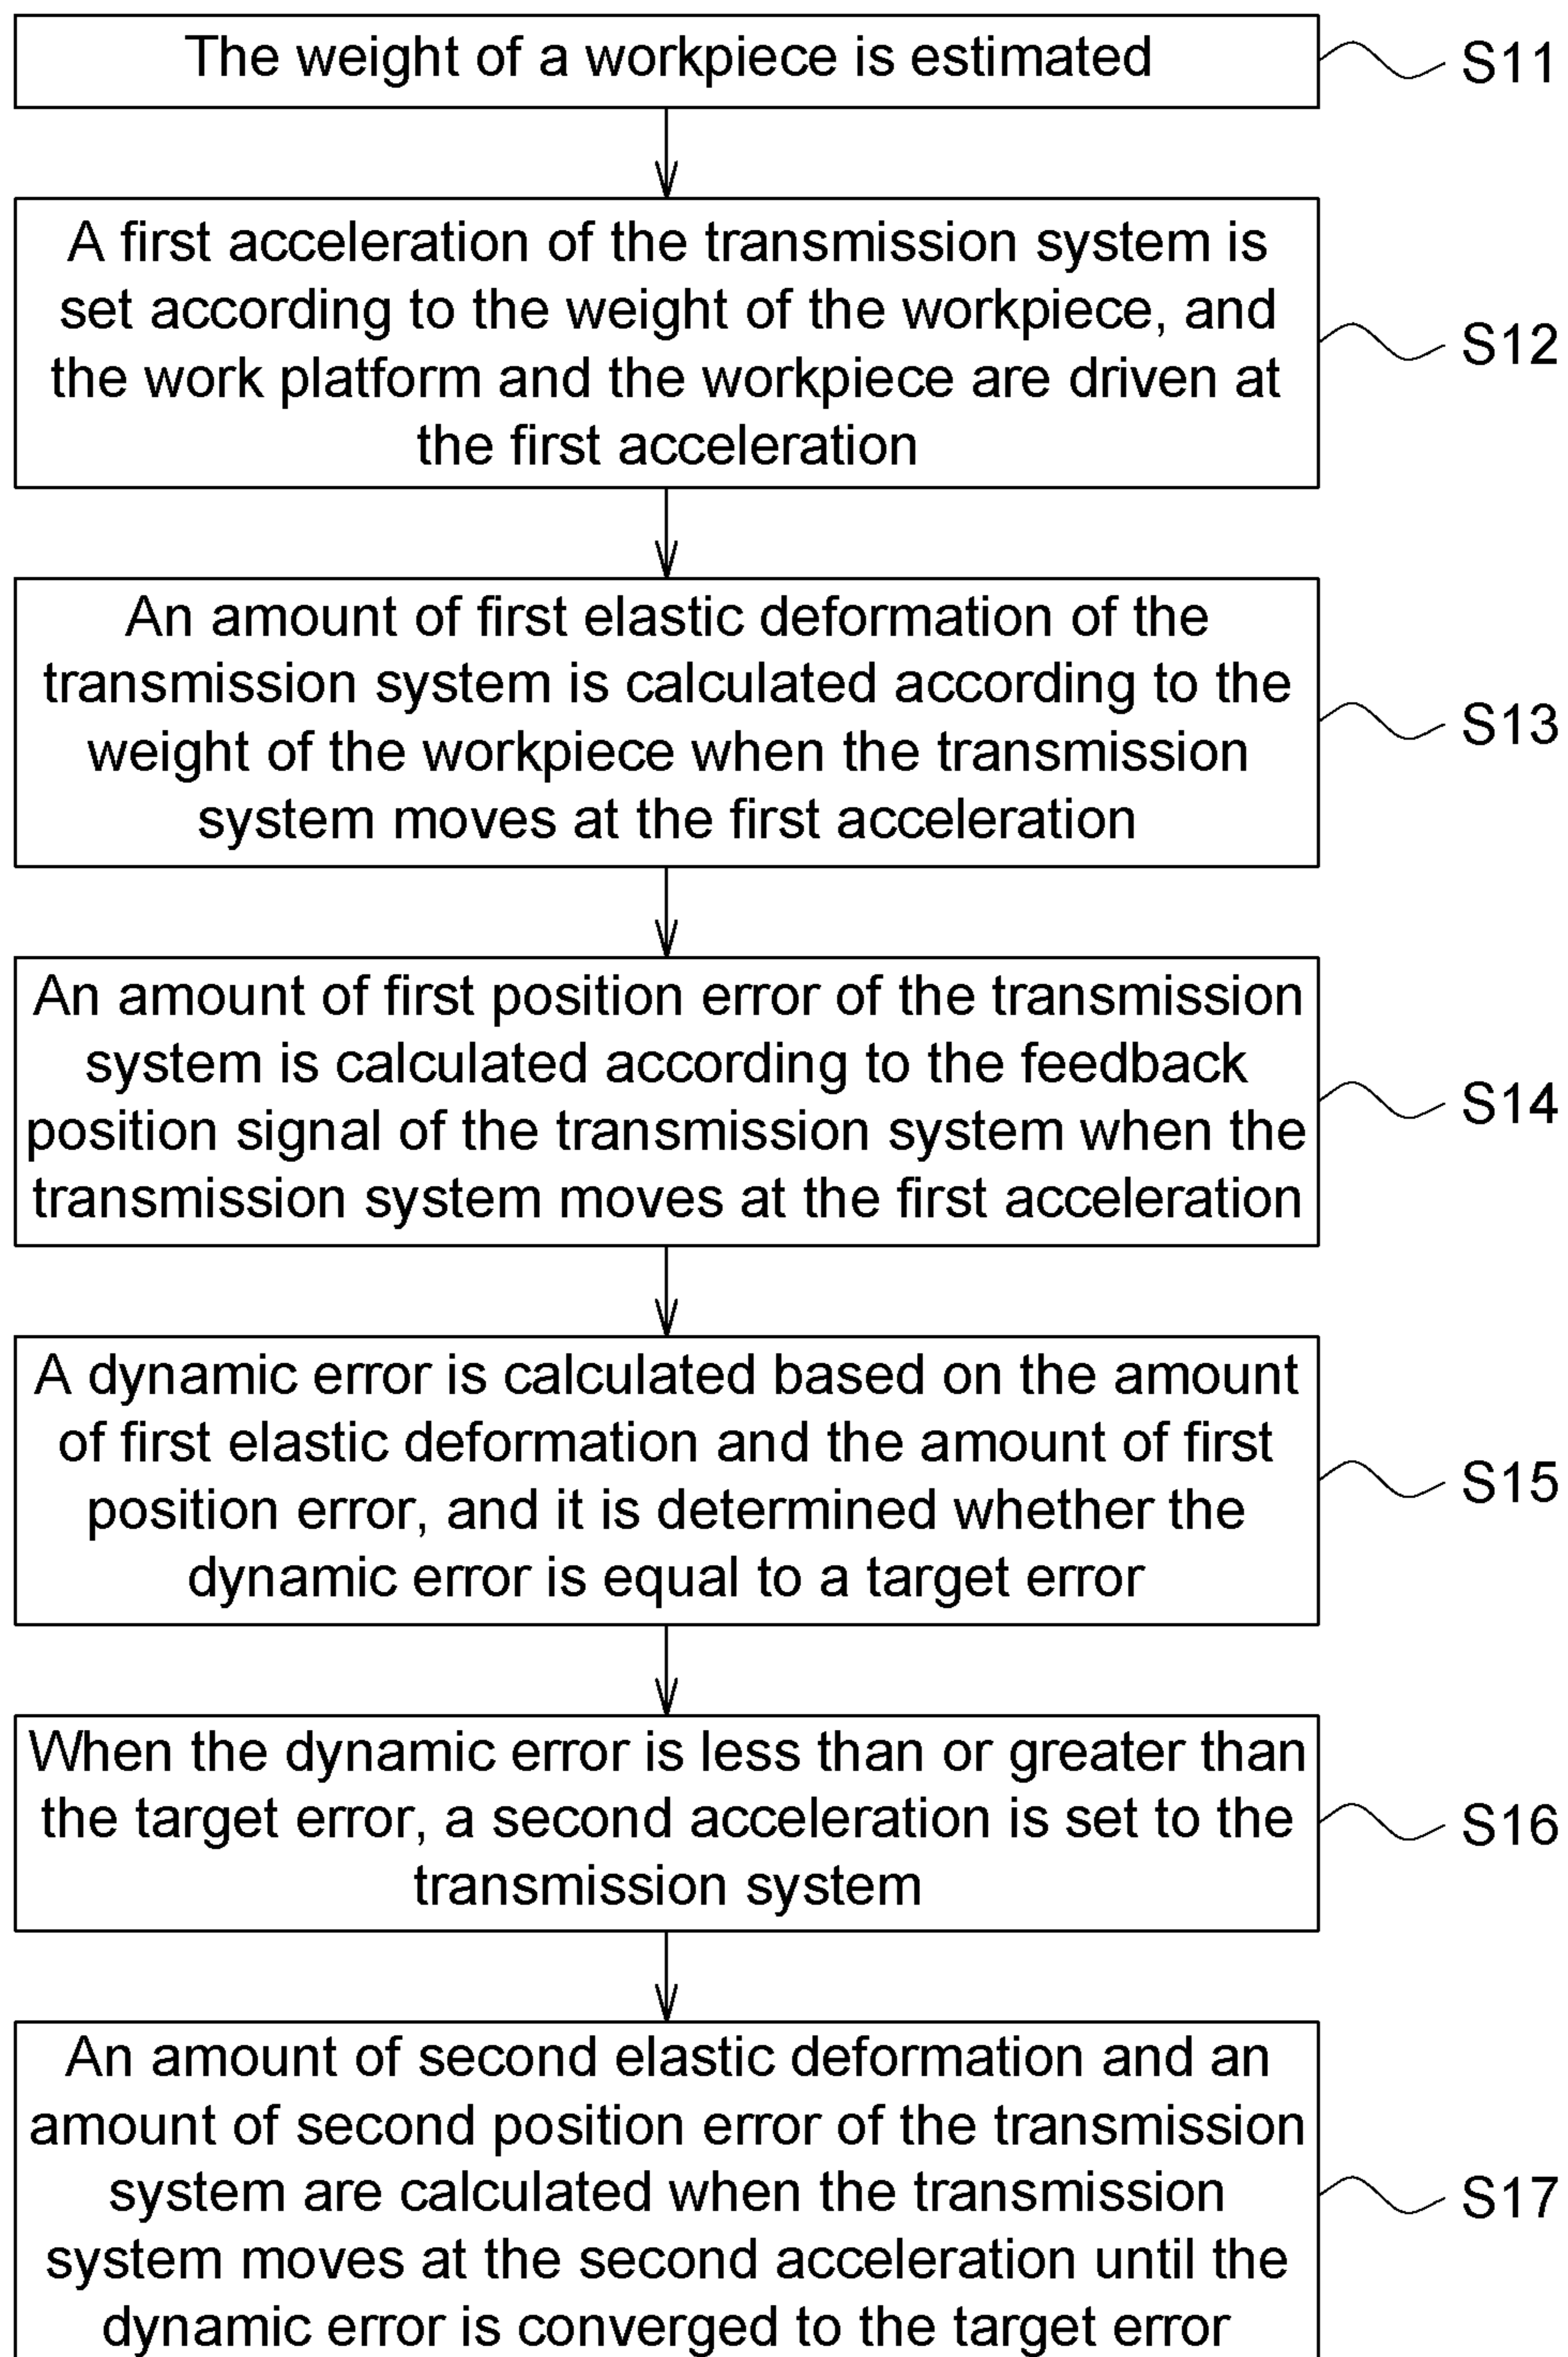 The weight of a workpiece is estimated
S11
A first acceleration of the transmission system is
set according to the weight of the workpiece, and
the work platform and the workpiece are driven at
the first acceleration
S12
An amount of first elastic deformation of the
transmission system is calculated according to the
weight of the workpiece when the transmission
system moves at the first acceleration
S13
An amount of first position error of the transmission
system is calculated according to the feedback
position signal of the transmission system when the
transmission system moves at the first acceleration
S14
A dynamic error is calculated based on the amount
of first elastic deformation and the amount of first
position error, and it is determined whether the
dynamic error is equal to a target error
S15
When the dynamic error is less than or greater than
the target error, a second acceleration is set to the
transmission system
S16
An amount of second elastic deformation and an
amount of second position error of the transmission
system are calculated when the transmission
system moves at the second acceleration until the
dynamic error is converged to the target error
S17